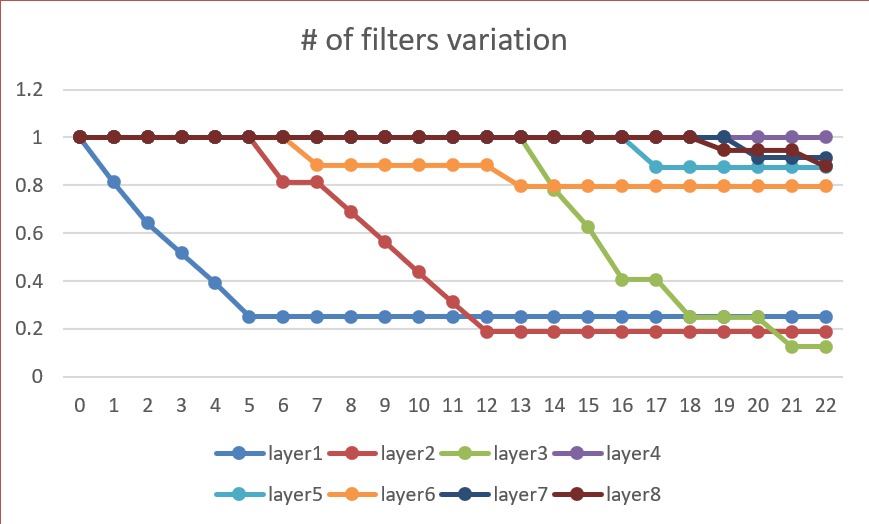 # of filters variation
1.2
1
0.8
0.6
0.4
0.2
0
0 1 2 3 4 5 6 7 8 9 10 11 12 13 14 15 16 17 18 19 20 21 22
layer1 layer2 layer3 layer4
layer5 layer6 layer7 layer8